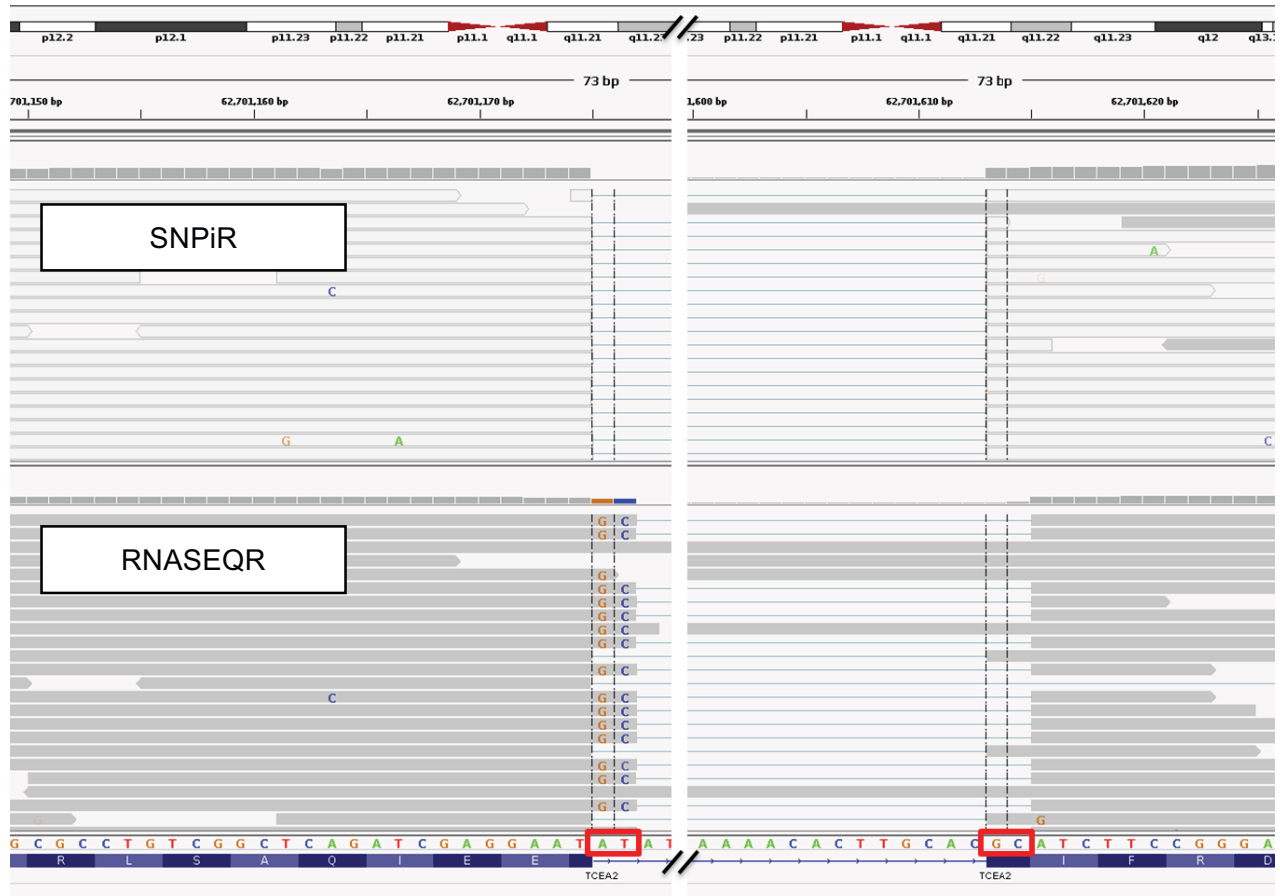 p12.2 p12.1 p11.23 p11.22 p11.21 p11.1 q11.1 q11.21 q11.23 .23 p11.22 p11.21 p11.1 q11.1 q11.21 q11.22 q11.23 q12 q13.
73 bp 73 bp
701,150 bp 62,701,160 bp 62,701,170 bp 1,600 bp 62,701,610 bp 62,701,620 bp
SNPiR
A
G
C
G A C
G C
G C
RNASEQR
G
G C
G C
G C
G C
G C
G C
C G C
G C
G C
G C
G C
G C
G C
G G
G C G C C T G T C G G C T C A G A T C G A G G A A T A T A T A A A A C A C T T G C A C G C A T C T T C C G G G A
R L S A Q I E E I F R D
TCEA2 TCEA2